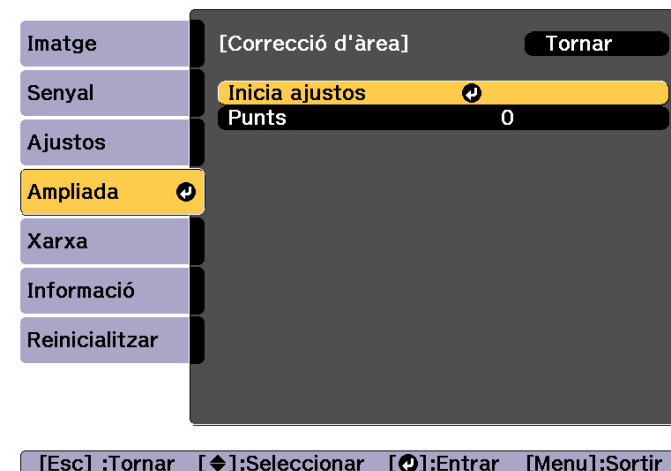 Imatge
Senyal
Ajustos
Ampliada
Xarxa
Informació
Reinicialitzar
[Correcció d'àrea] Tornar
Inicia ajustos
Punts 0
[Esc] :Tornar [◆]:Seleccionar [↵]:Entrar [Menu]:Sortir